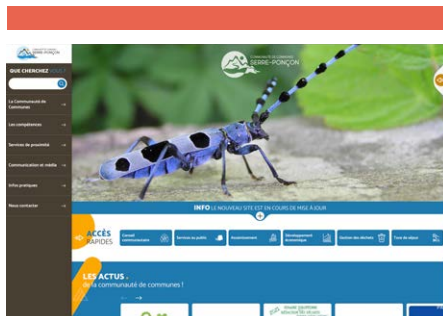 COMMUNAUTÉ DE COMMUNES
SERRE-PONÇON
SERRE-PONÇON
QUE CHERCHEZ VOUS ?
La Communauté de
Communes
Les compétences
Services de proximité
Communication et média
Infos pratiques
Nous contacter
INFO LE NOUVEAU SITE EST EN COURS DE MISE À JOUR
ACCÈS
RAPIDES
Conseil
communautaire
Services au public
Assainissement
Développement
économique
Gestion des déchets
Taxe de séjour
LES ACTUS
de la communauté de communes !